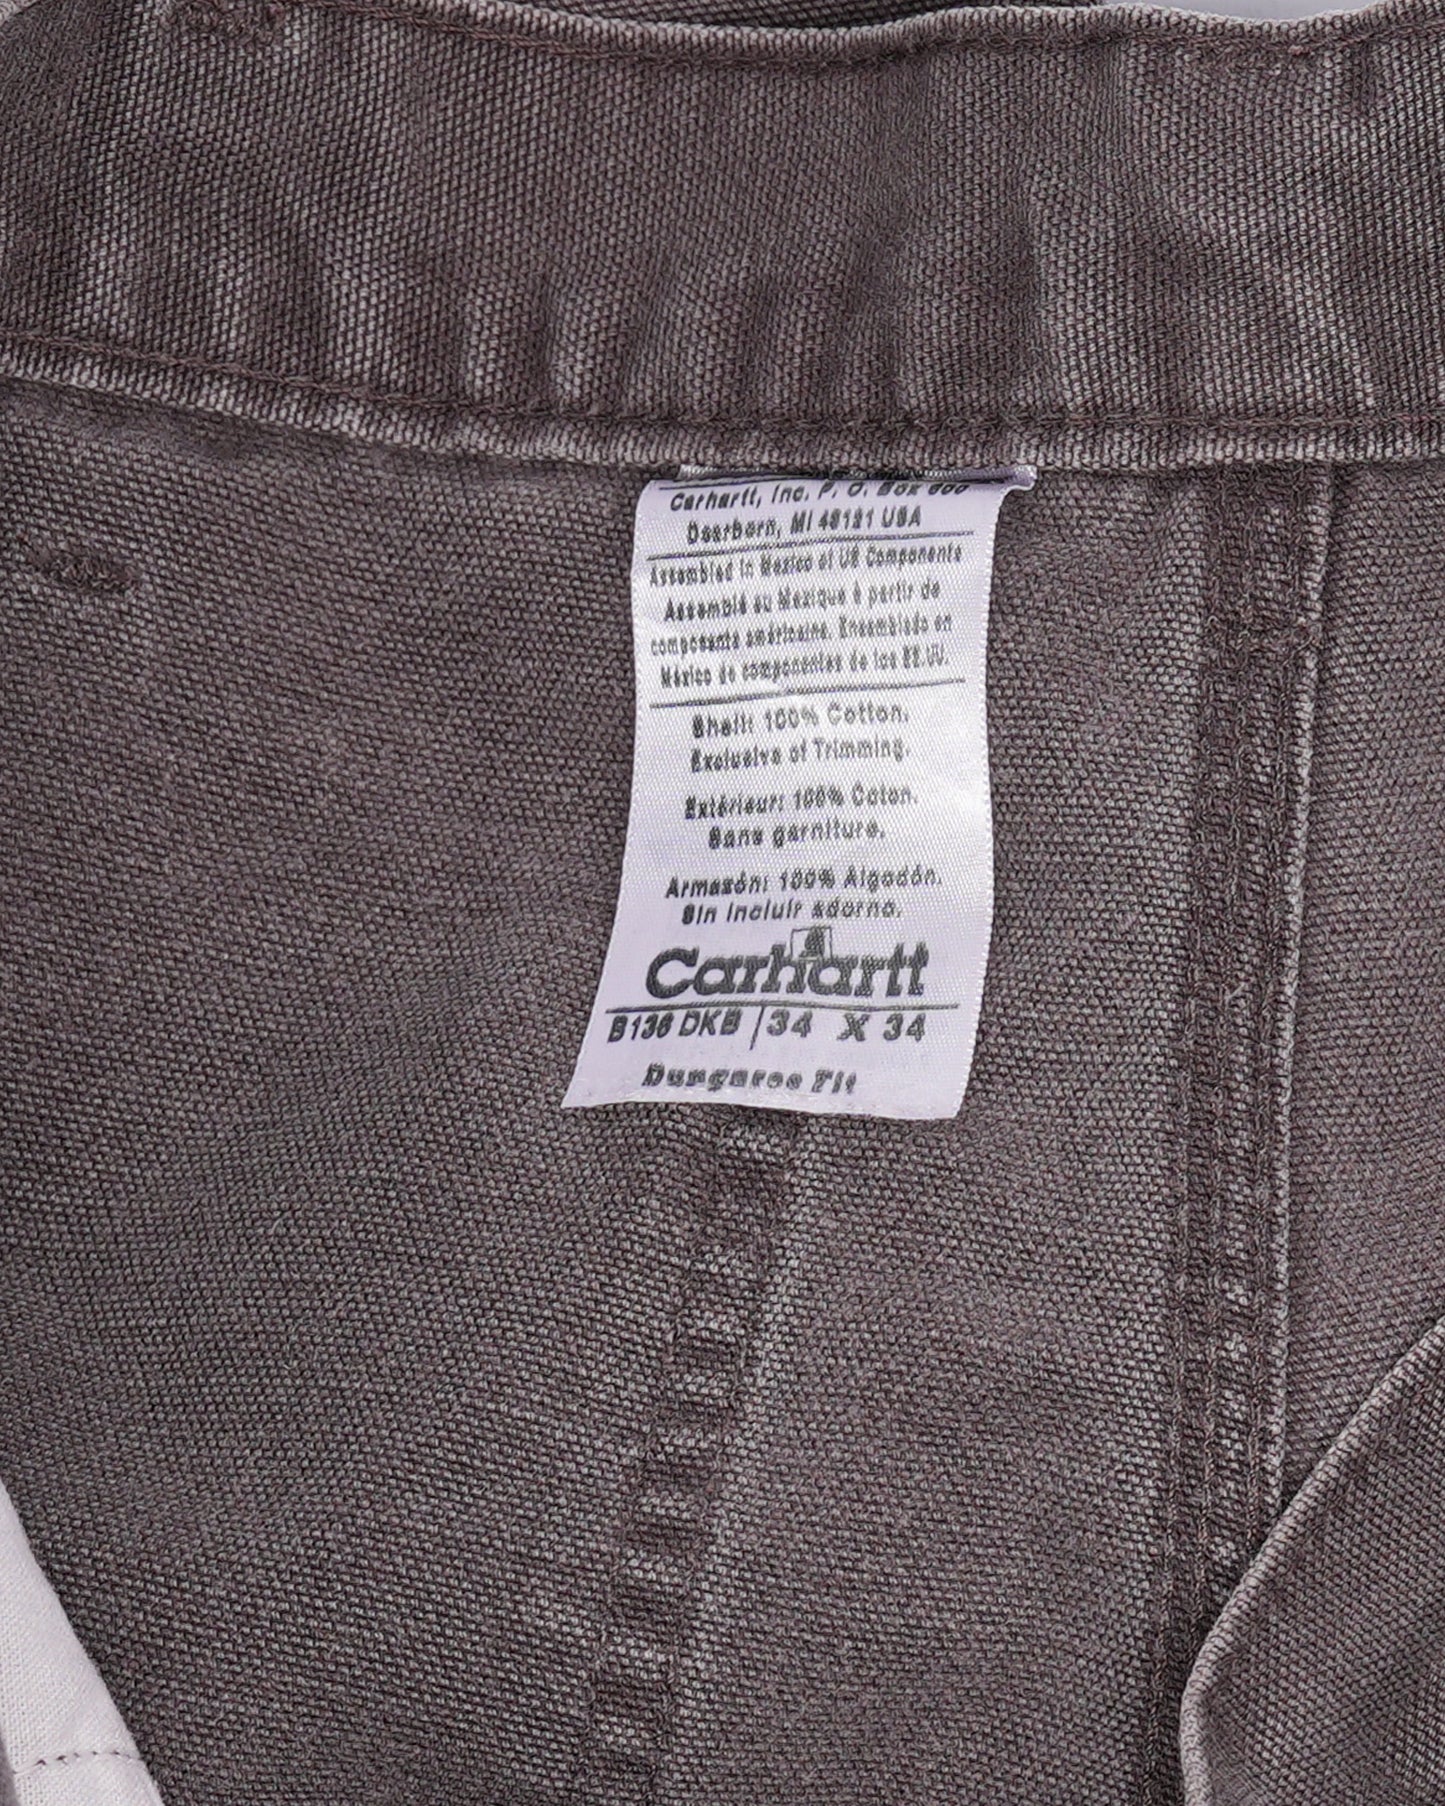 Carhartt, Inc. P. O. Box 600
Dearborn, MI 48121 USA
Assembled in Mexico of US Components
Assemblé au Mexique à partir de
composants américains. Ensamblado en
México de componentes de los EE.UU.
Shell: 100% Cotton.
Exclusive of Trimming.
Extérieur: 100% Coton.
Sans garniture.
Armazón: 100% Algodón.
Sin incluir adorno.
Carhartt
B136 DKB / 34 X 34
Dungaree Fit